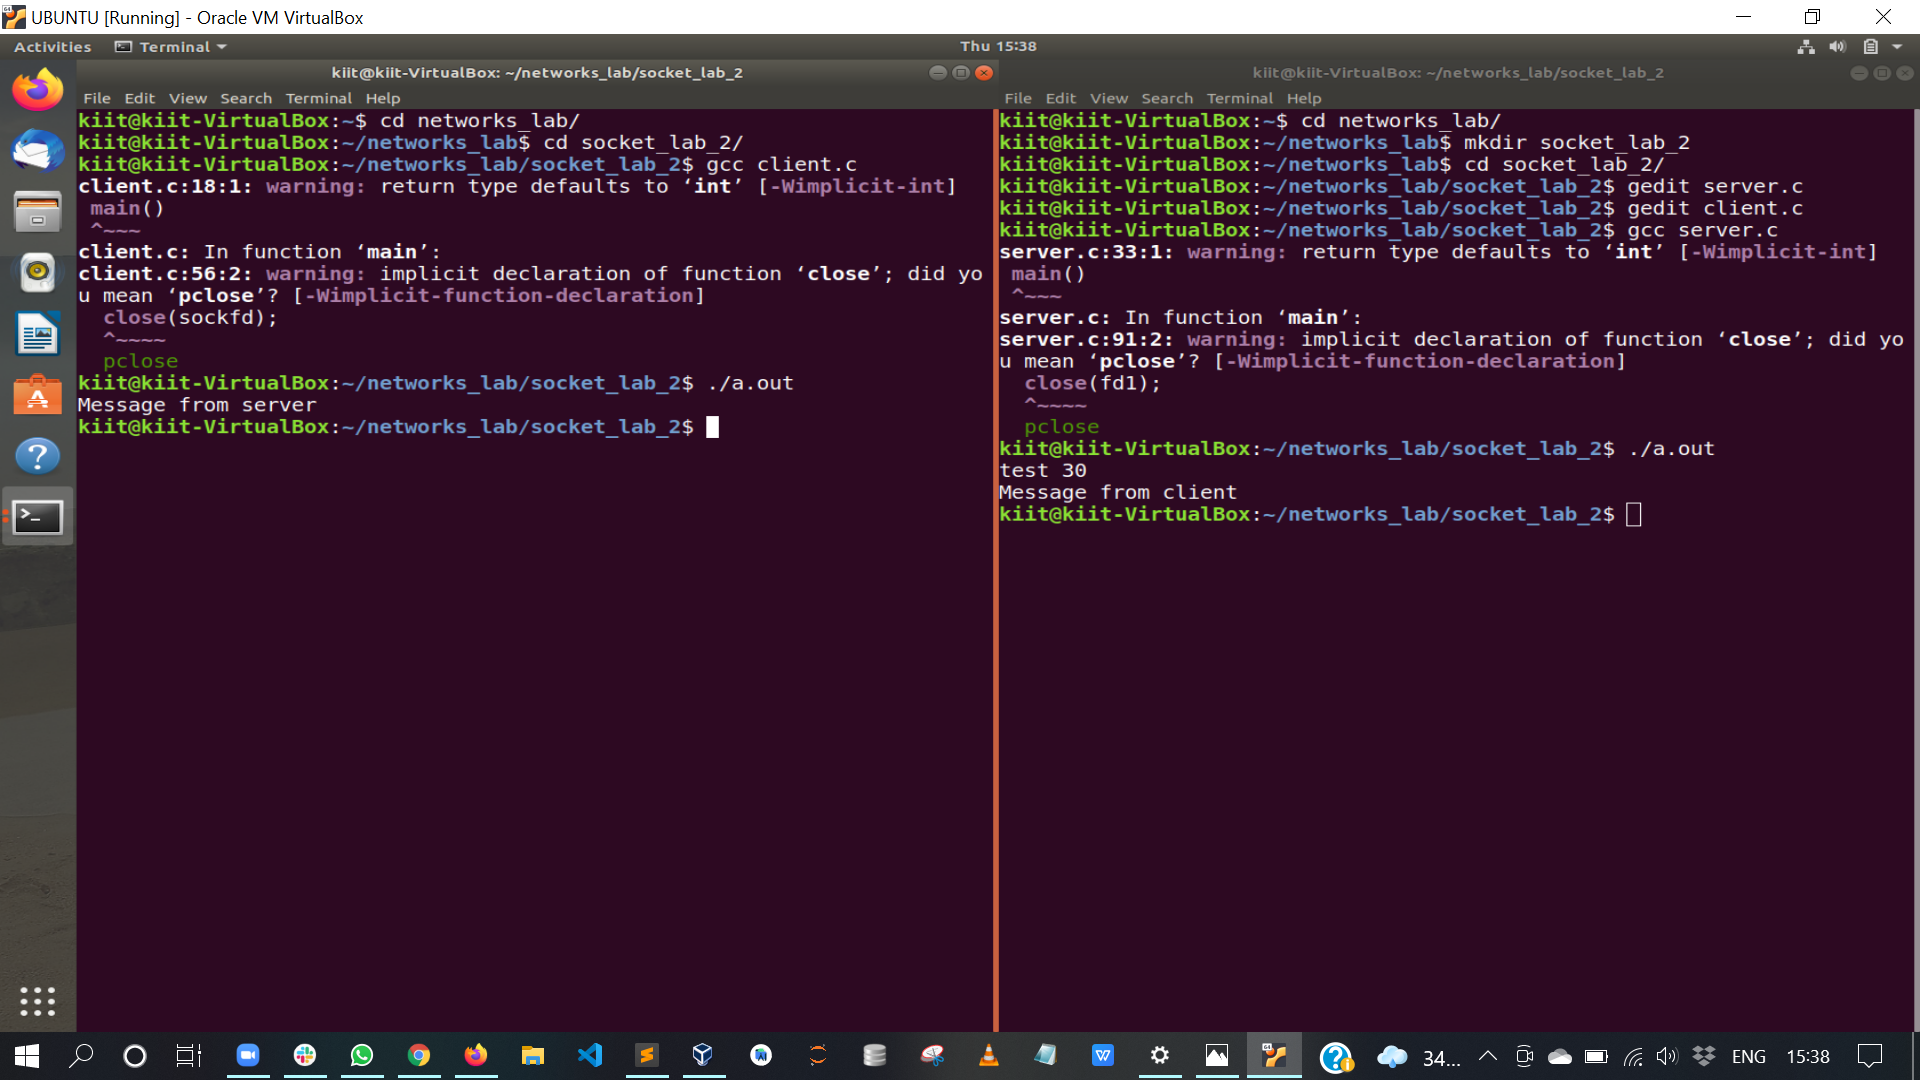 UBUNTU [Running] - Oracle VM VirtualBox
Activities Terminal Thu 15:38
kiit@kiit-VirtualBox: ~/networks_lab/socket_lab_2
File Edit View Search Terminal Help
kiit@kiit-VirtualBox:~$ cd networks_lab/
kiit@kiit-VirtualBox:~/networks_lab$ cd socket_lab_2/
kiit@kiit-VirtualBox:~/networks_lab/socket_lab_2$ gcc client.c
client.c:18:1: warning: return type defaults to ‘int’ [-Wimplicit-int]
 main()
 ^~~~
client.c: In function ‘main’:
client.c:56:2: warning: implicit declaration of function ‘close’; did yo
u mean ‘pclose’? [-Wimplicit-function-declaration]
  close(sockfd);
  ^~~~~
  pclose
kiit@kiit-VirtualBox:~/networks_lab/socket_lab_2$ ./a.out
Message from server
kiit@kiit-VirtualBox:~/networks_lab/socket_lab_2$
kiit@kiit-VirtualBox: ~/networks_lab/socket_lab_2
File Edit View Search Terminal Help
kiit@kiit-VirtualBox:~$ cd networks_lab/
kiit@kiit-VirtualBox:~/networks_lab$ mkdir socket_lab_2
kiit@kiit-VirtualBox:~/networks_lab$ cd socket_lab_2/
kiit@kiit-VirtualBox:~/networks_lab/socket_lab_2$ gedit server.c
kiit@kiit-VirtualBox:~/networks_lab/socket_lab_2$ gedit client.c
kiit@kiit-VirtualBox:~/networks_lab/socket_lab_2$ gcc server.c
server.c:33:1: warning: return type defaults to ‘int’ [-Wimplicit-int]
 main()
 ^~~~
server.c: In function ‘main’:
server.c:91:2: warning: implicit declaration of function ‘close’; did yo
u mean ‘pclose’? [-Wimplicit-function-declaration]
  close(fd1);
  ^~~~~
  pclose
kiit@kiit-VirtualBox:~/networks_lab/socket_lab_2$ ./a.out
test 30
Message from client
kiit@kiit-VirtualBox:~/networks_lab/socket_lab_2$
34... ENG 15:38